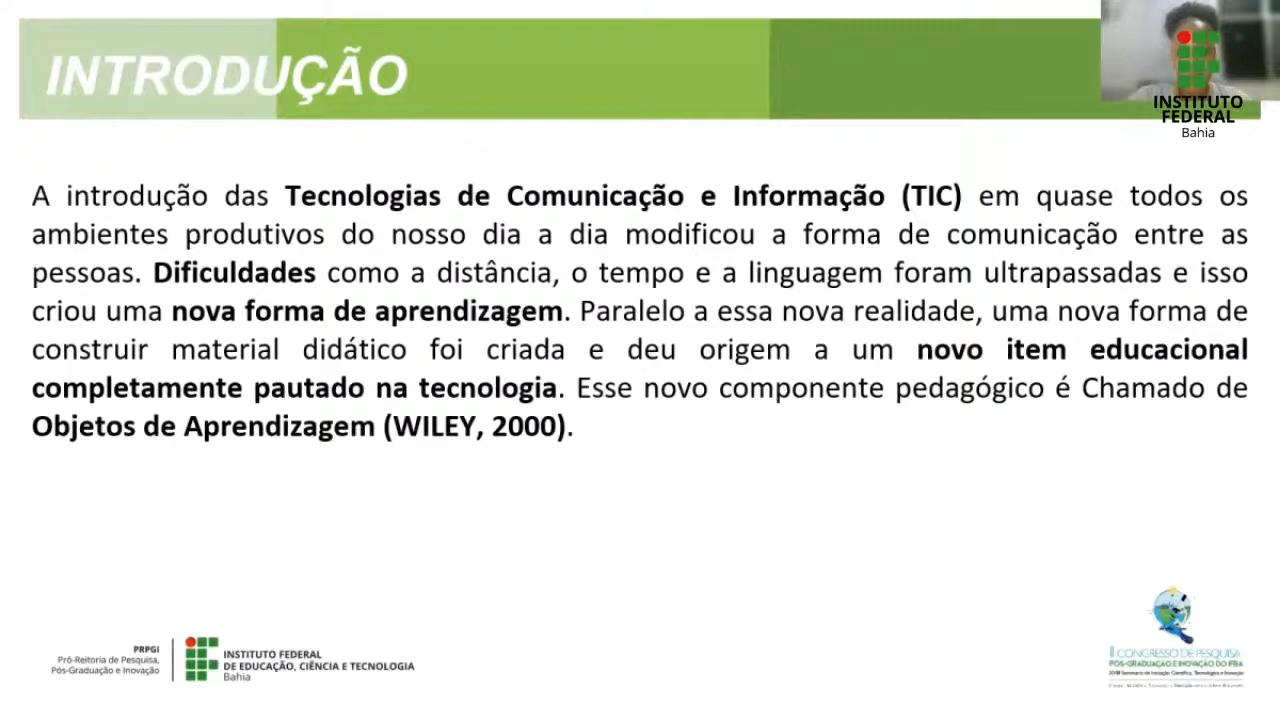 INTRODUÇÃO
INSTITUTO
FEDERAL
Bahia
A introdução das Tecnologias de Comunicação e Informação (TIC) em quase todos os
ambientes produtivos do nosso dia a dia modificou a forma de comunicação entre as
pessoas. Dificuldades como a distância, o tempo e a linguagem foram ultrapassadas e isso
criou uma nova forma de aprendizagem. Paralelo a essa nova realidade, uma nova forma de
construir material didático foi criada e deu origem a um novo item educacional
completamente pautado na tecnologia. Esse novo componente pedagógico é Chamado de
Objetos de Aprendizagem (WILEY, 2000).
PRPGI
Pró-Reitoria de Pesquisa,
Pós-Graduação e Inovação
INSTITUTO FEDERAL
DE EDUCAÇÃO, CIÊNCIA E TECNOLOGIA
Bahia
II CONGRESSO DE PESQUISA
PÓS-GRADUAÇÃO E INOVAÇÃO DO IFBA